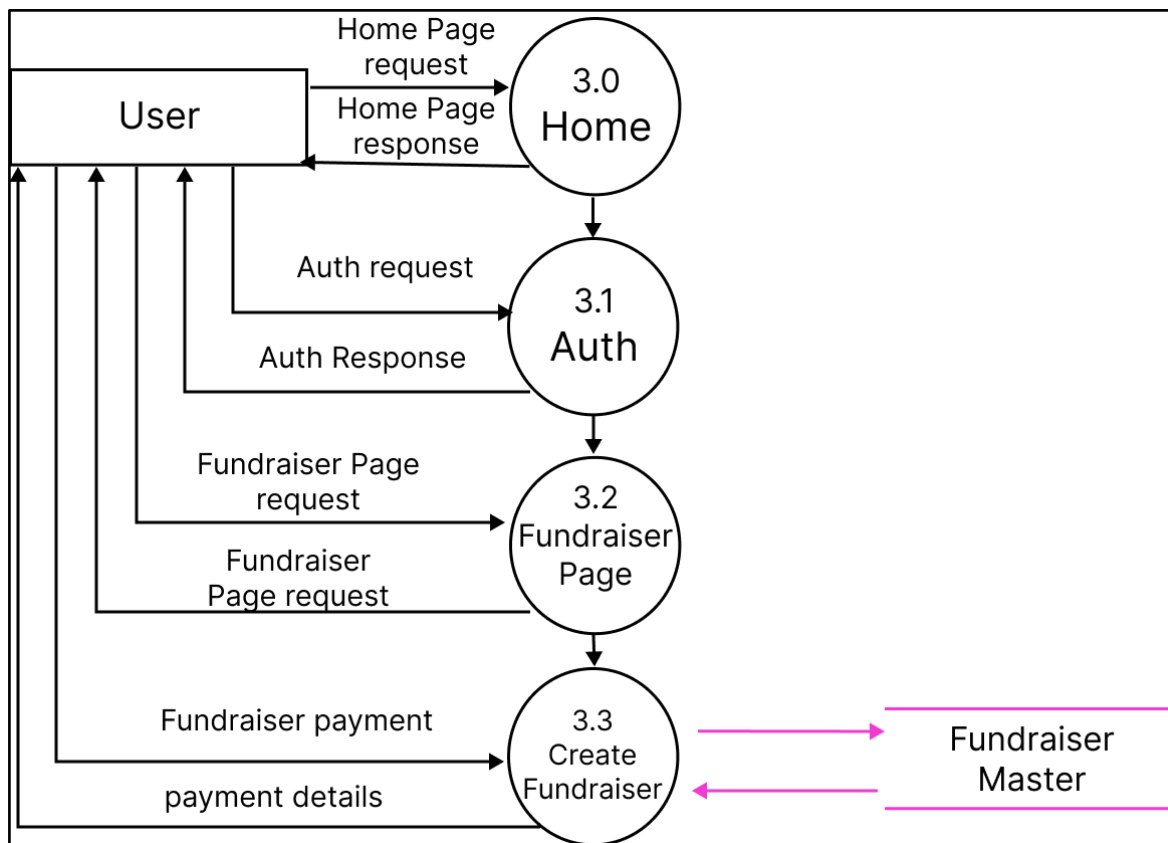 Home Page
request
User
Home Page
response
3.0
Home
Auth request
3.1
Auth
Auth Response
Fundraiser Page
request
3.2
Fundraiser
Page
Fundraiser
Page request
Fundraiser payment
3.3
Create
Fundraiser
payment details
Fundraiser
Master